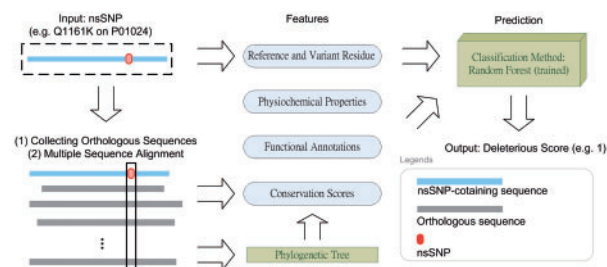 Input: nsSNP
(e.g. Q1161K on P01024)
Features
Prediction
Reference and Variant Residue
Classification Method:
Random Forest (trained)
Physiochemical Properties
(1) Collecting Orthologous Sequences
(2) Multiple Sequence Alignment
Functional Annotations
Output: Deleterious Score (e.g. 1)
Legends
Conservation Scores
nsSNP-cotaining sequence
Orthologous sequence
Phylogenetic Tree
nsSNP